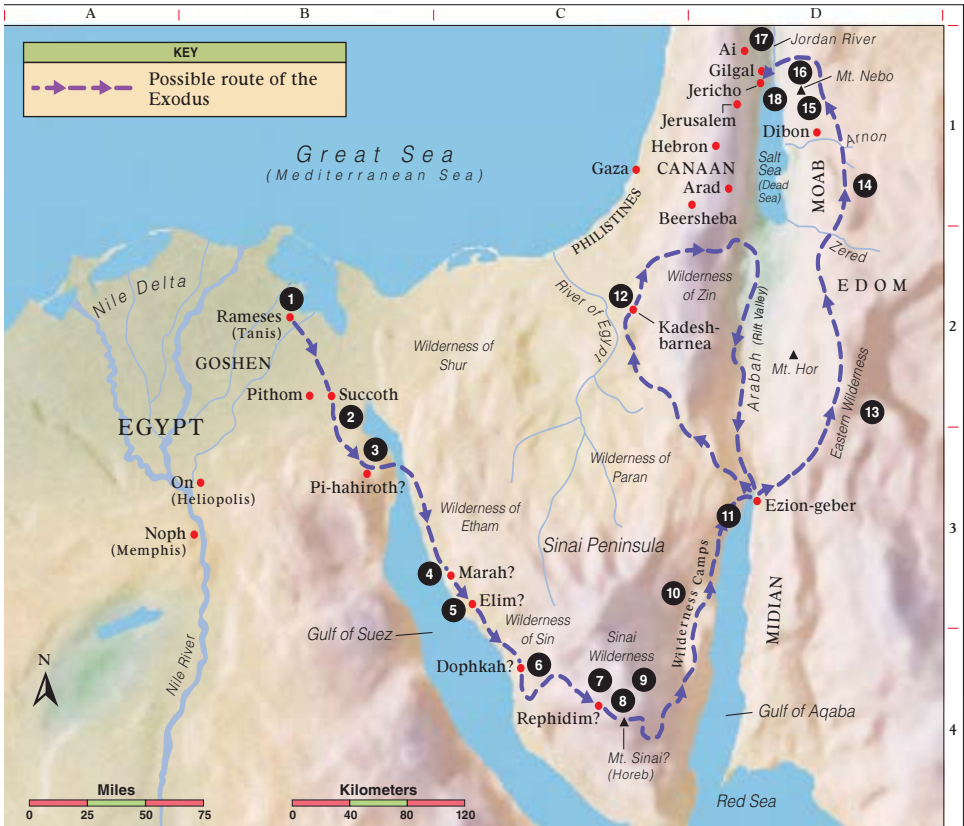 A B C D
KEY
Possible route of the
Exodus
1
2
3
4
Great Sea
(Mediterranean Sea)
17
Jordan River
Ai
Gilgal
16
Mt. Nebo
Jericho
18
15
Jerusalem
Dibon
Arnon
Hebron
Salt
Sea
(Dead
Sea)
Gaza
CANAAN
MOAB
14
Arad
Beersheba
PHILISTINES
Zered
Nile Delta
1
Rameses
(Tanis)
GOSHEN
Wilderness of
Shur
River of Egypt
12
Wilderness
of Zin
Kadesh-
barnea
Arabah (Rift Valley)
EDOM
Mt. Hor
Pithom
Succoth
2
Eastern Wilderness
13
EGYPT
3
Pi-hahiroth?
Wilderness of
Paran
On
(Heliopolis)
Wilderness of
Etham
Ezion-geber
11
Noph
(Memphis)
Sinai Peninsula
4
Marah?
5
Elim?
10
Wilderness Camps
MIDIAN
Gulf of Suez
Wilderness
of Sin
Sinai
Wilderness
Nile River
N
Dophkah?
6
7
9
8
Rephidim?
Mt. Sinai?
(Horeb)
Gulf of Aqaba
Miles
0 25 50 75
Kilometers
0 40 80 120
Red Sea